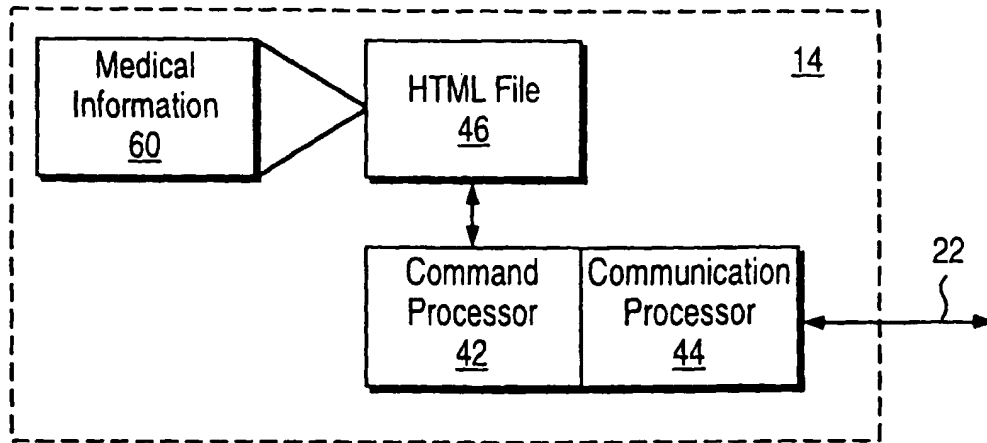 Medical
Information
60
HTML File
46
14
Command
Processor
42
Communication
Processor
44
22